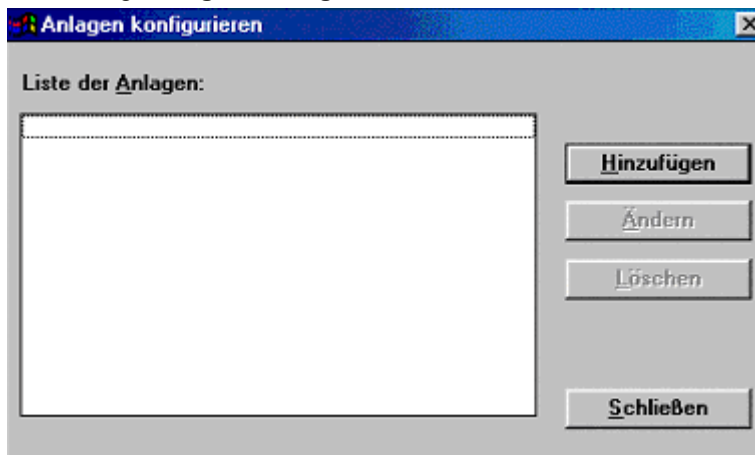 Anlagen konfigurieren
Liste der Anlagen:
Hinzufügen
Ändern
Löschen
Schließen